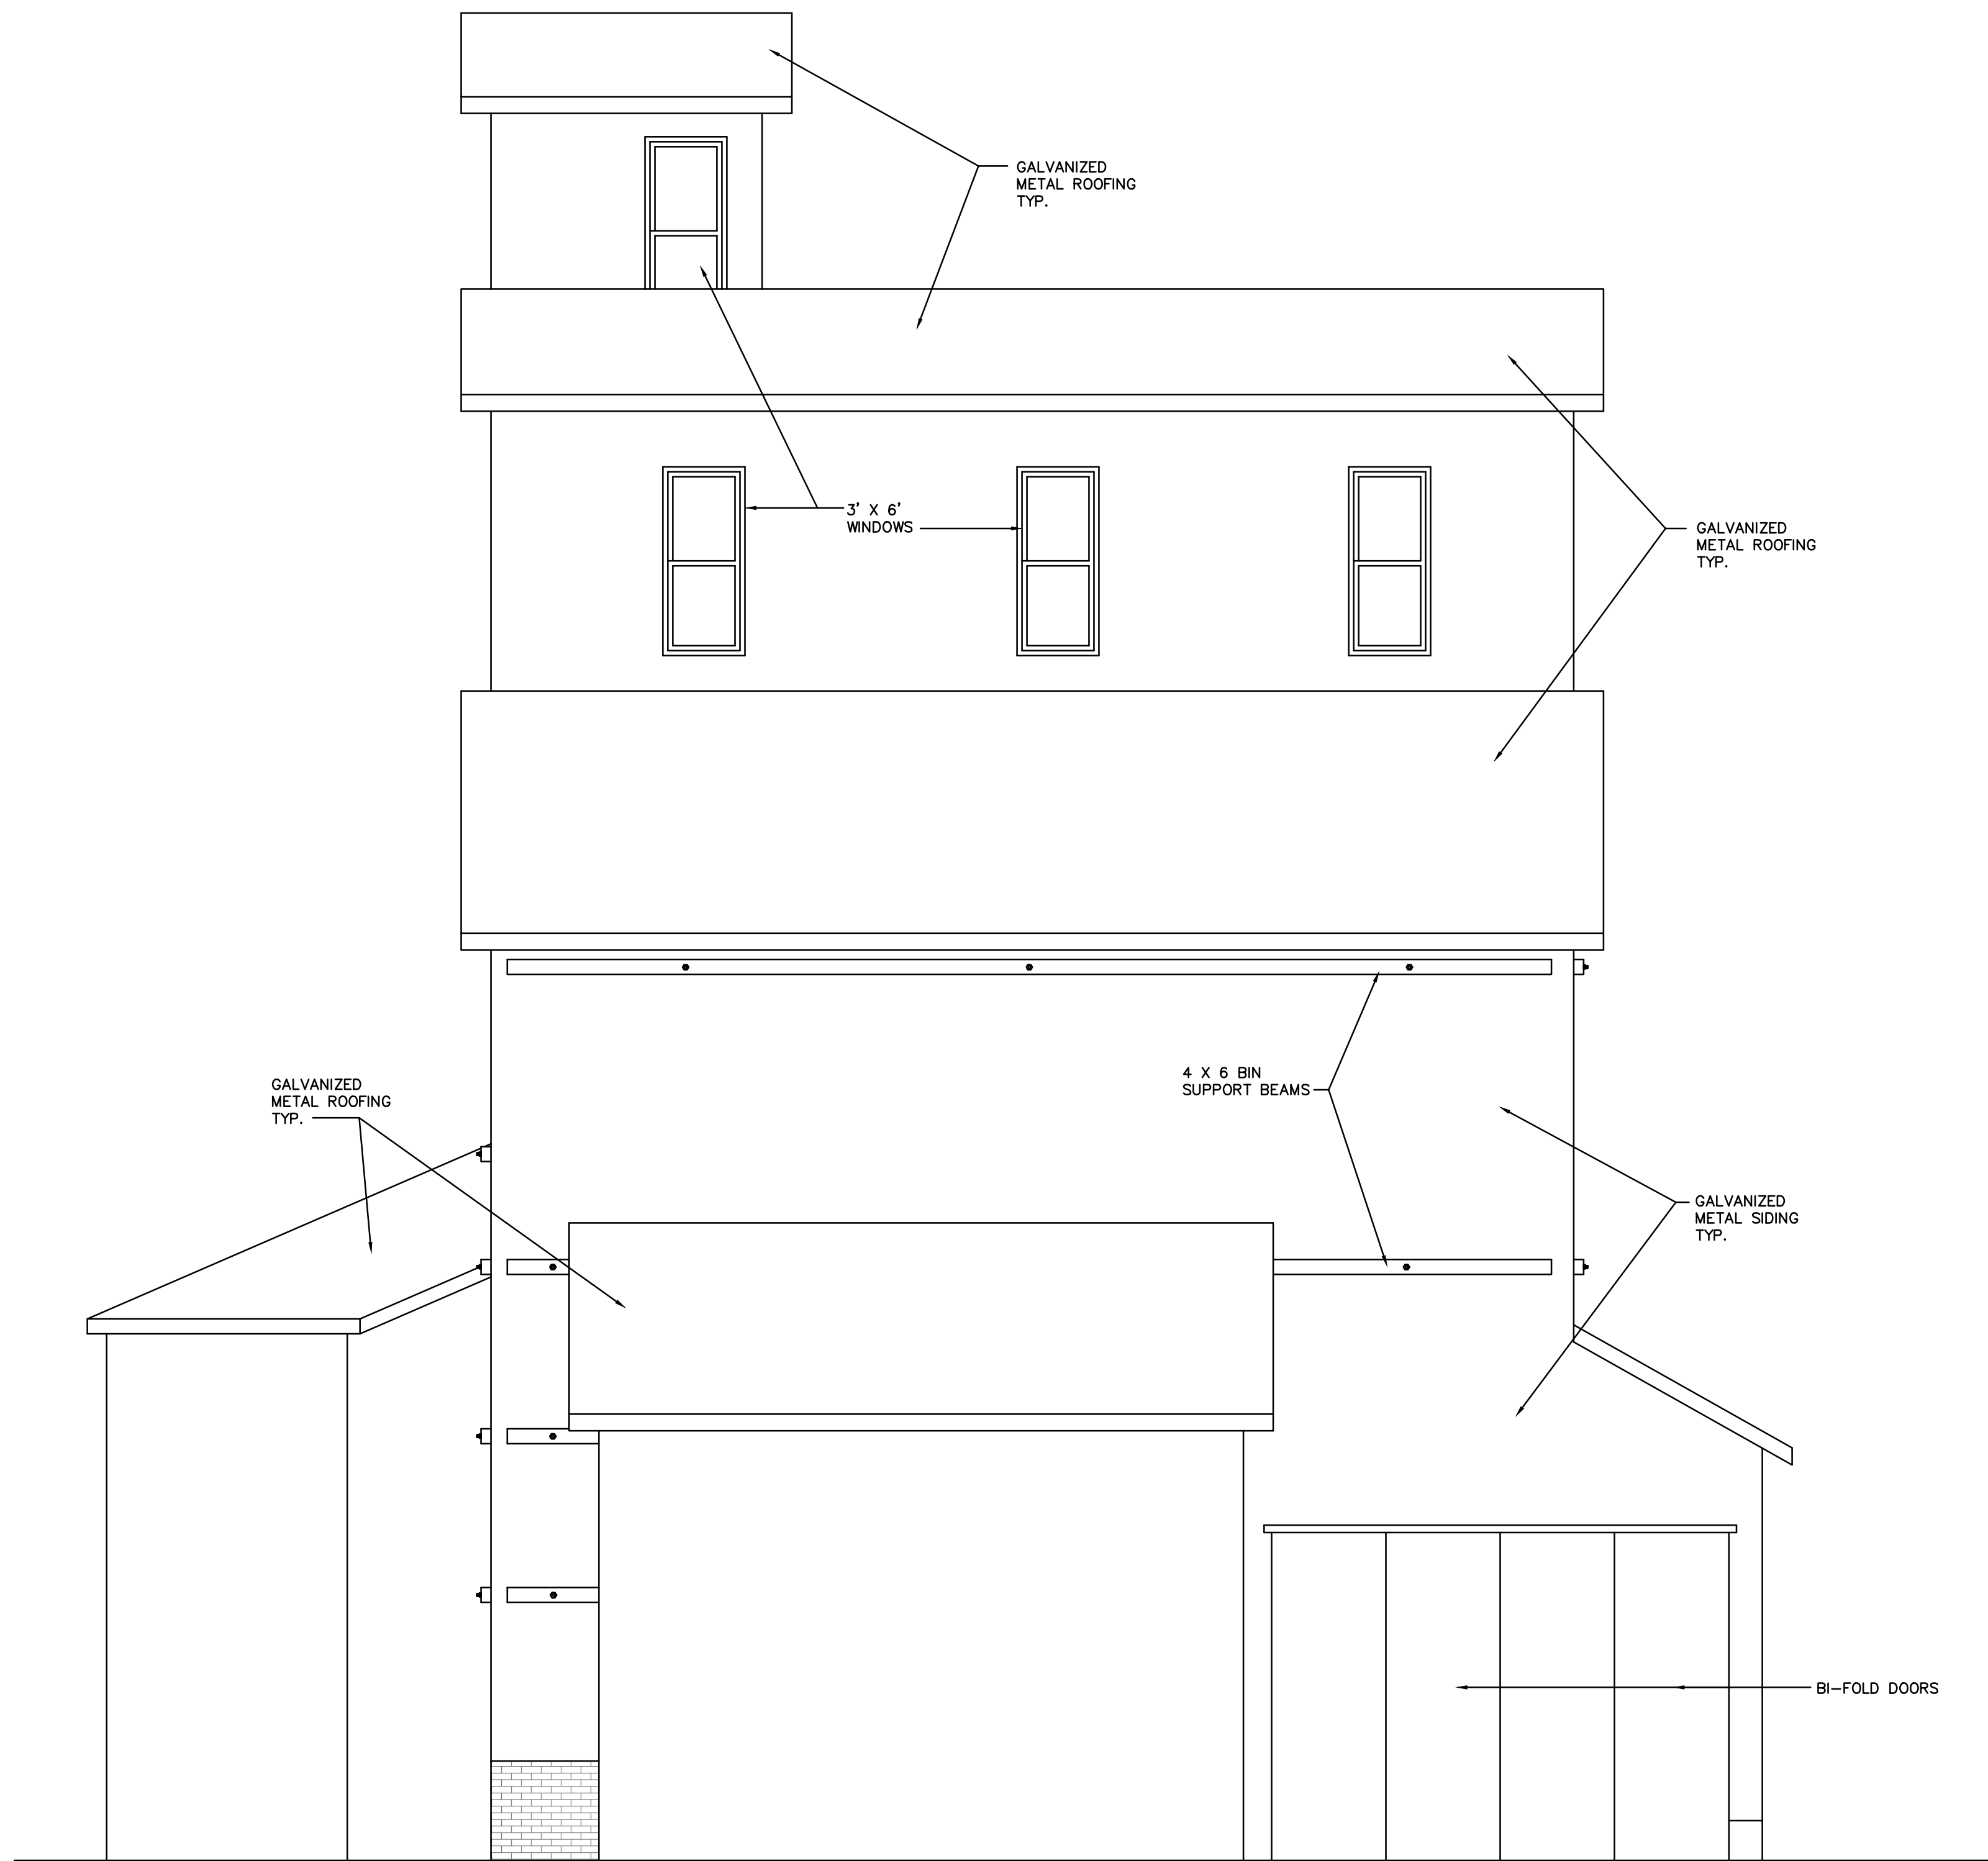 GALVANIZED
METAL ROOFING
TYP.
3' X 6'
WINDOWS
GALVANIZED
METAL ROOFING
TYP.
4 X 6 BIN
SUPPORT BEAMS
GALVANIZED
METAL ROOFING
TYP.
GALVANIZED
METAL SIDING
TYP.
BI-FOLD DOORS